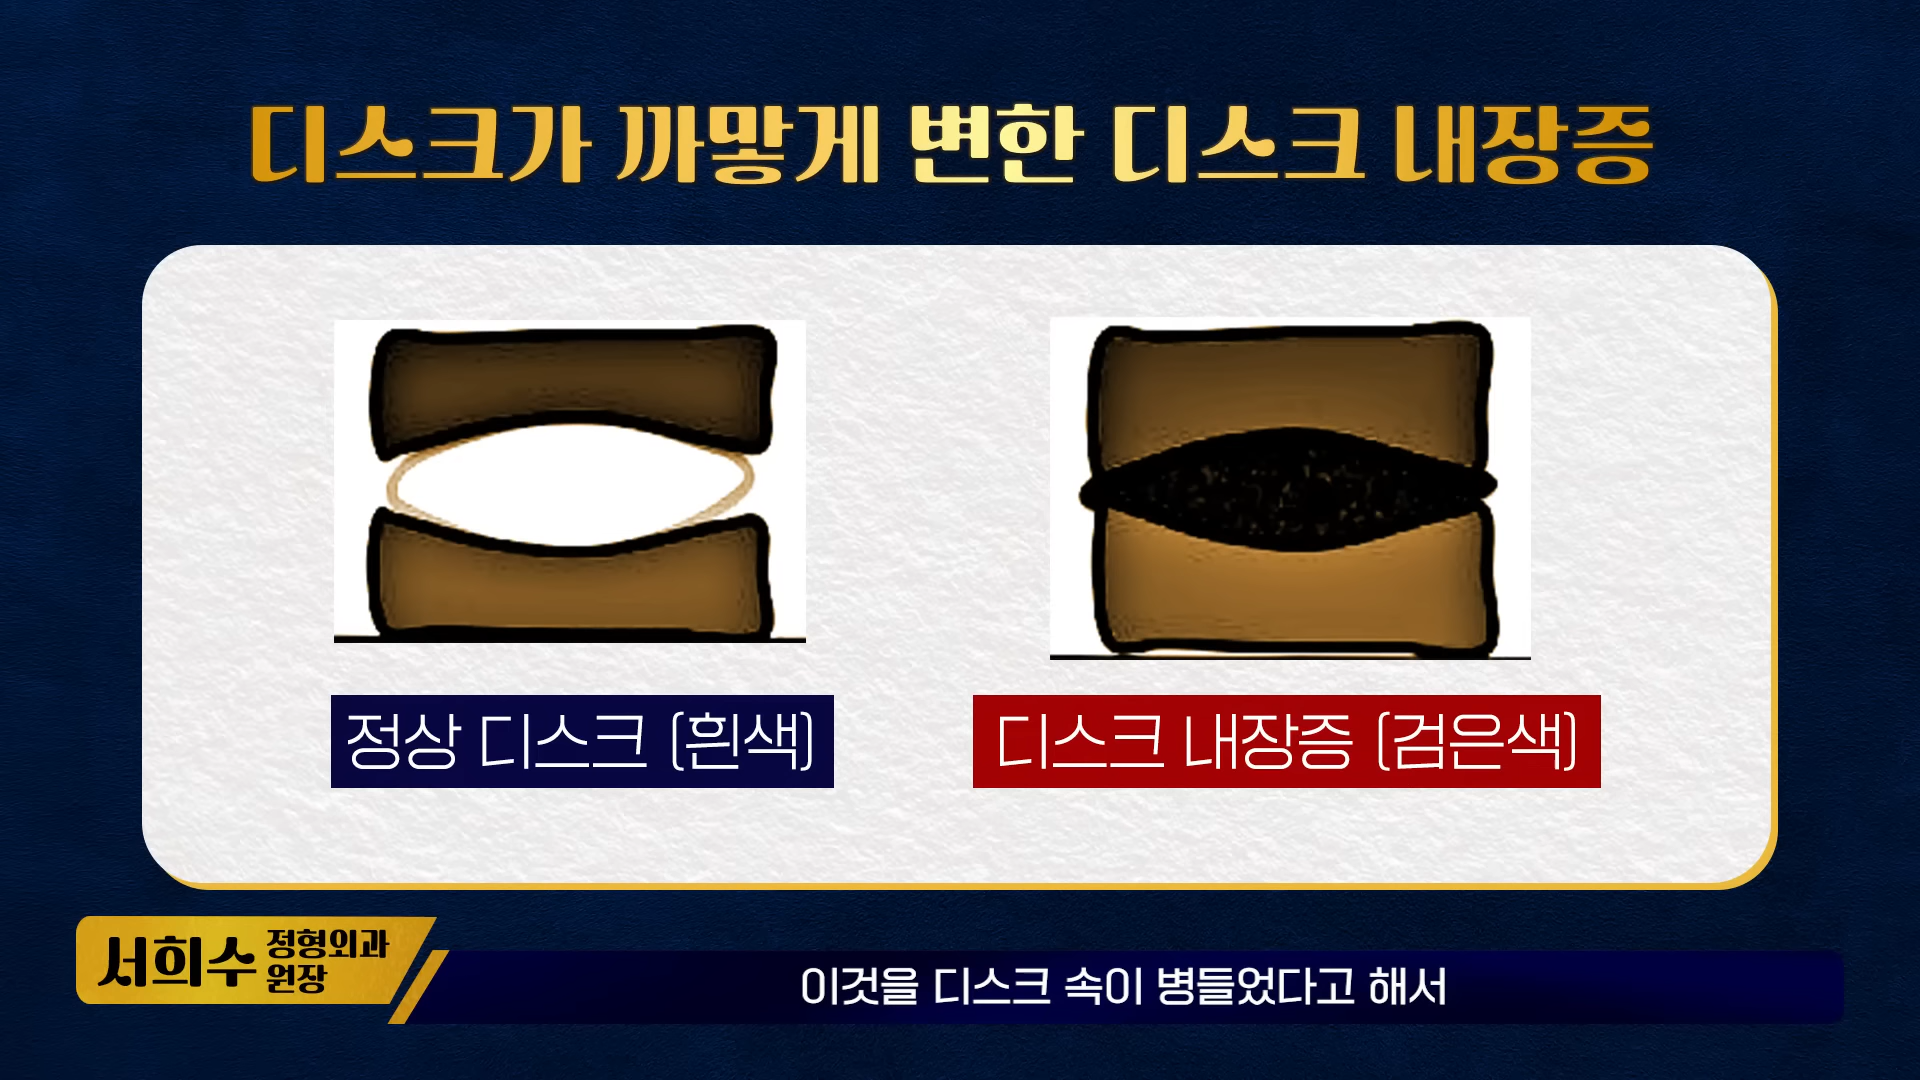 디스크가 까맣게 변한 디스크 내장증
정상 디스크 (흰색)
디스크 내장증 (검은색)
서희수 정형외과 원장
이것을 디스크 속이 병들었다고 해서